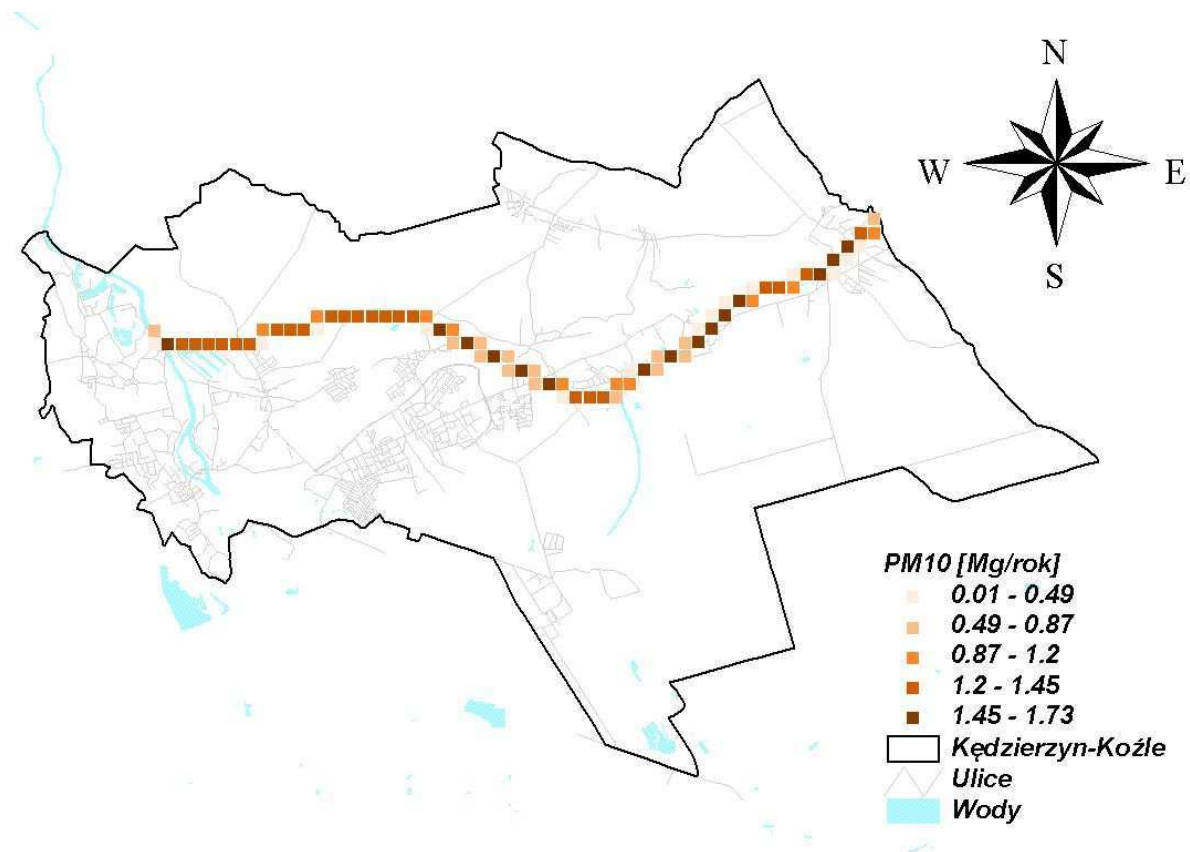 N
W
E
S
PM10 [Mg/rok]
0.01 - 0.49
0.49 - 0.87
0.87 - 1.2
1.2 - 1.45
1.45 - 1.73
Kędzierzyn-Koźle
Ulice
Wody